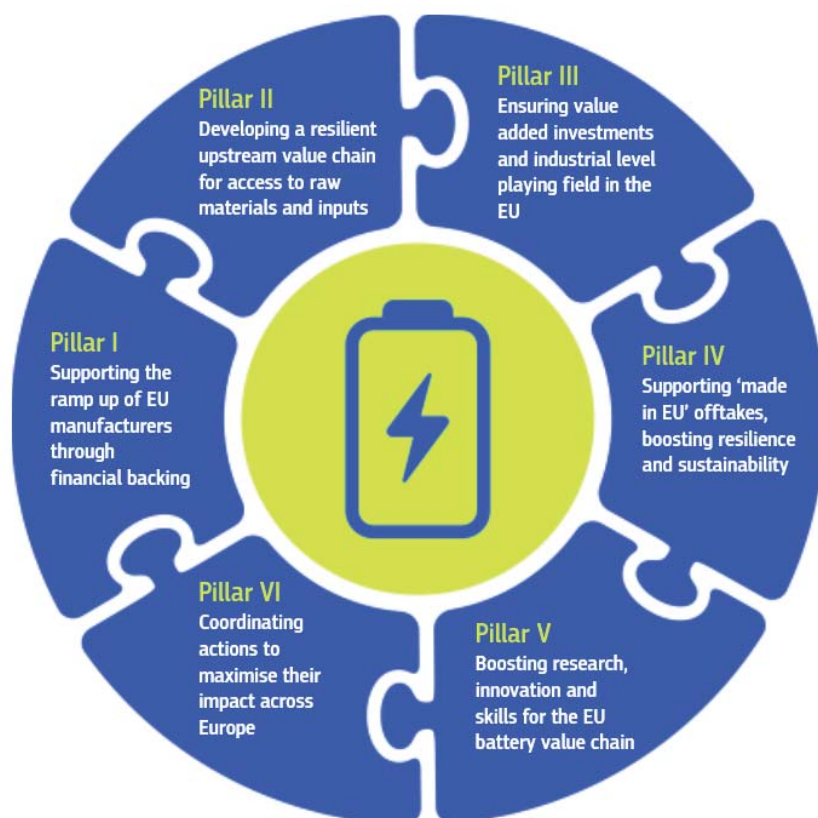 Pillar I
Supporting the
ramp up of EU
manufacturers
through
financial backing
Pillar II
Developing a resilient
upstream value chain
for access to raw
materials and inputs
Pillar III
Ensuring value
added investments
and industrial level
playing field in the
EU
Pillar IV
Supporting ‘made
in EU’ offtakes,
boosting resilience
and sustainability
Pillar V
Boosting research,
innovation and
skills for the EU
battery value chain
Pillar VI
Coordinating
actions to
maximise their
impact across
Europe